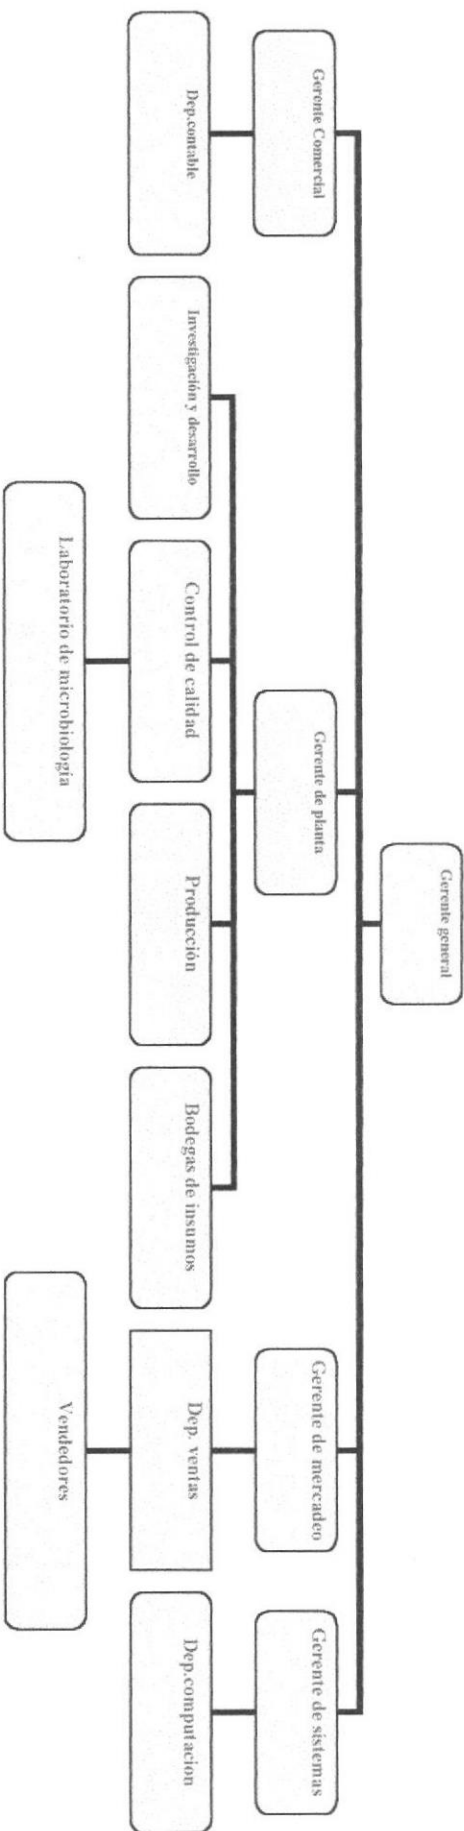 Gerente general
Gerente Comercial
Gerente de planta
Gerente de mercadeo
Gerente de sistemas
Dep.contable
Investigación y desarrollo
Control de calidad
Producción
Bodegas de insumos
Dep. ventas
Dep.computacion
Laboratorio de microbiología
Vendedores